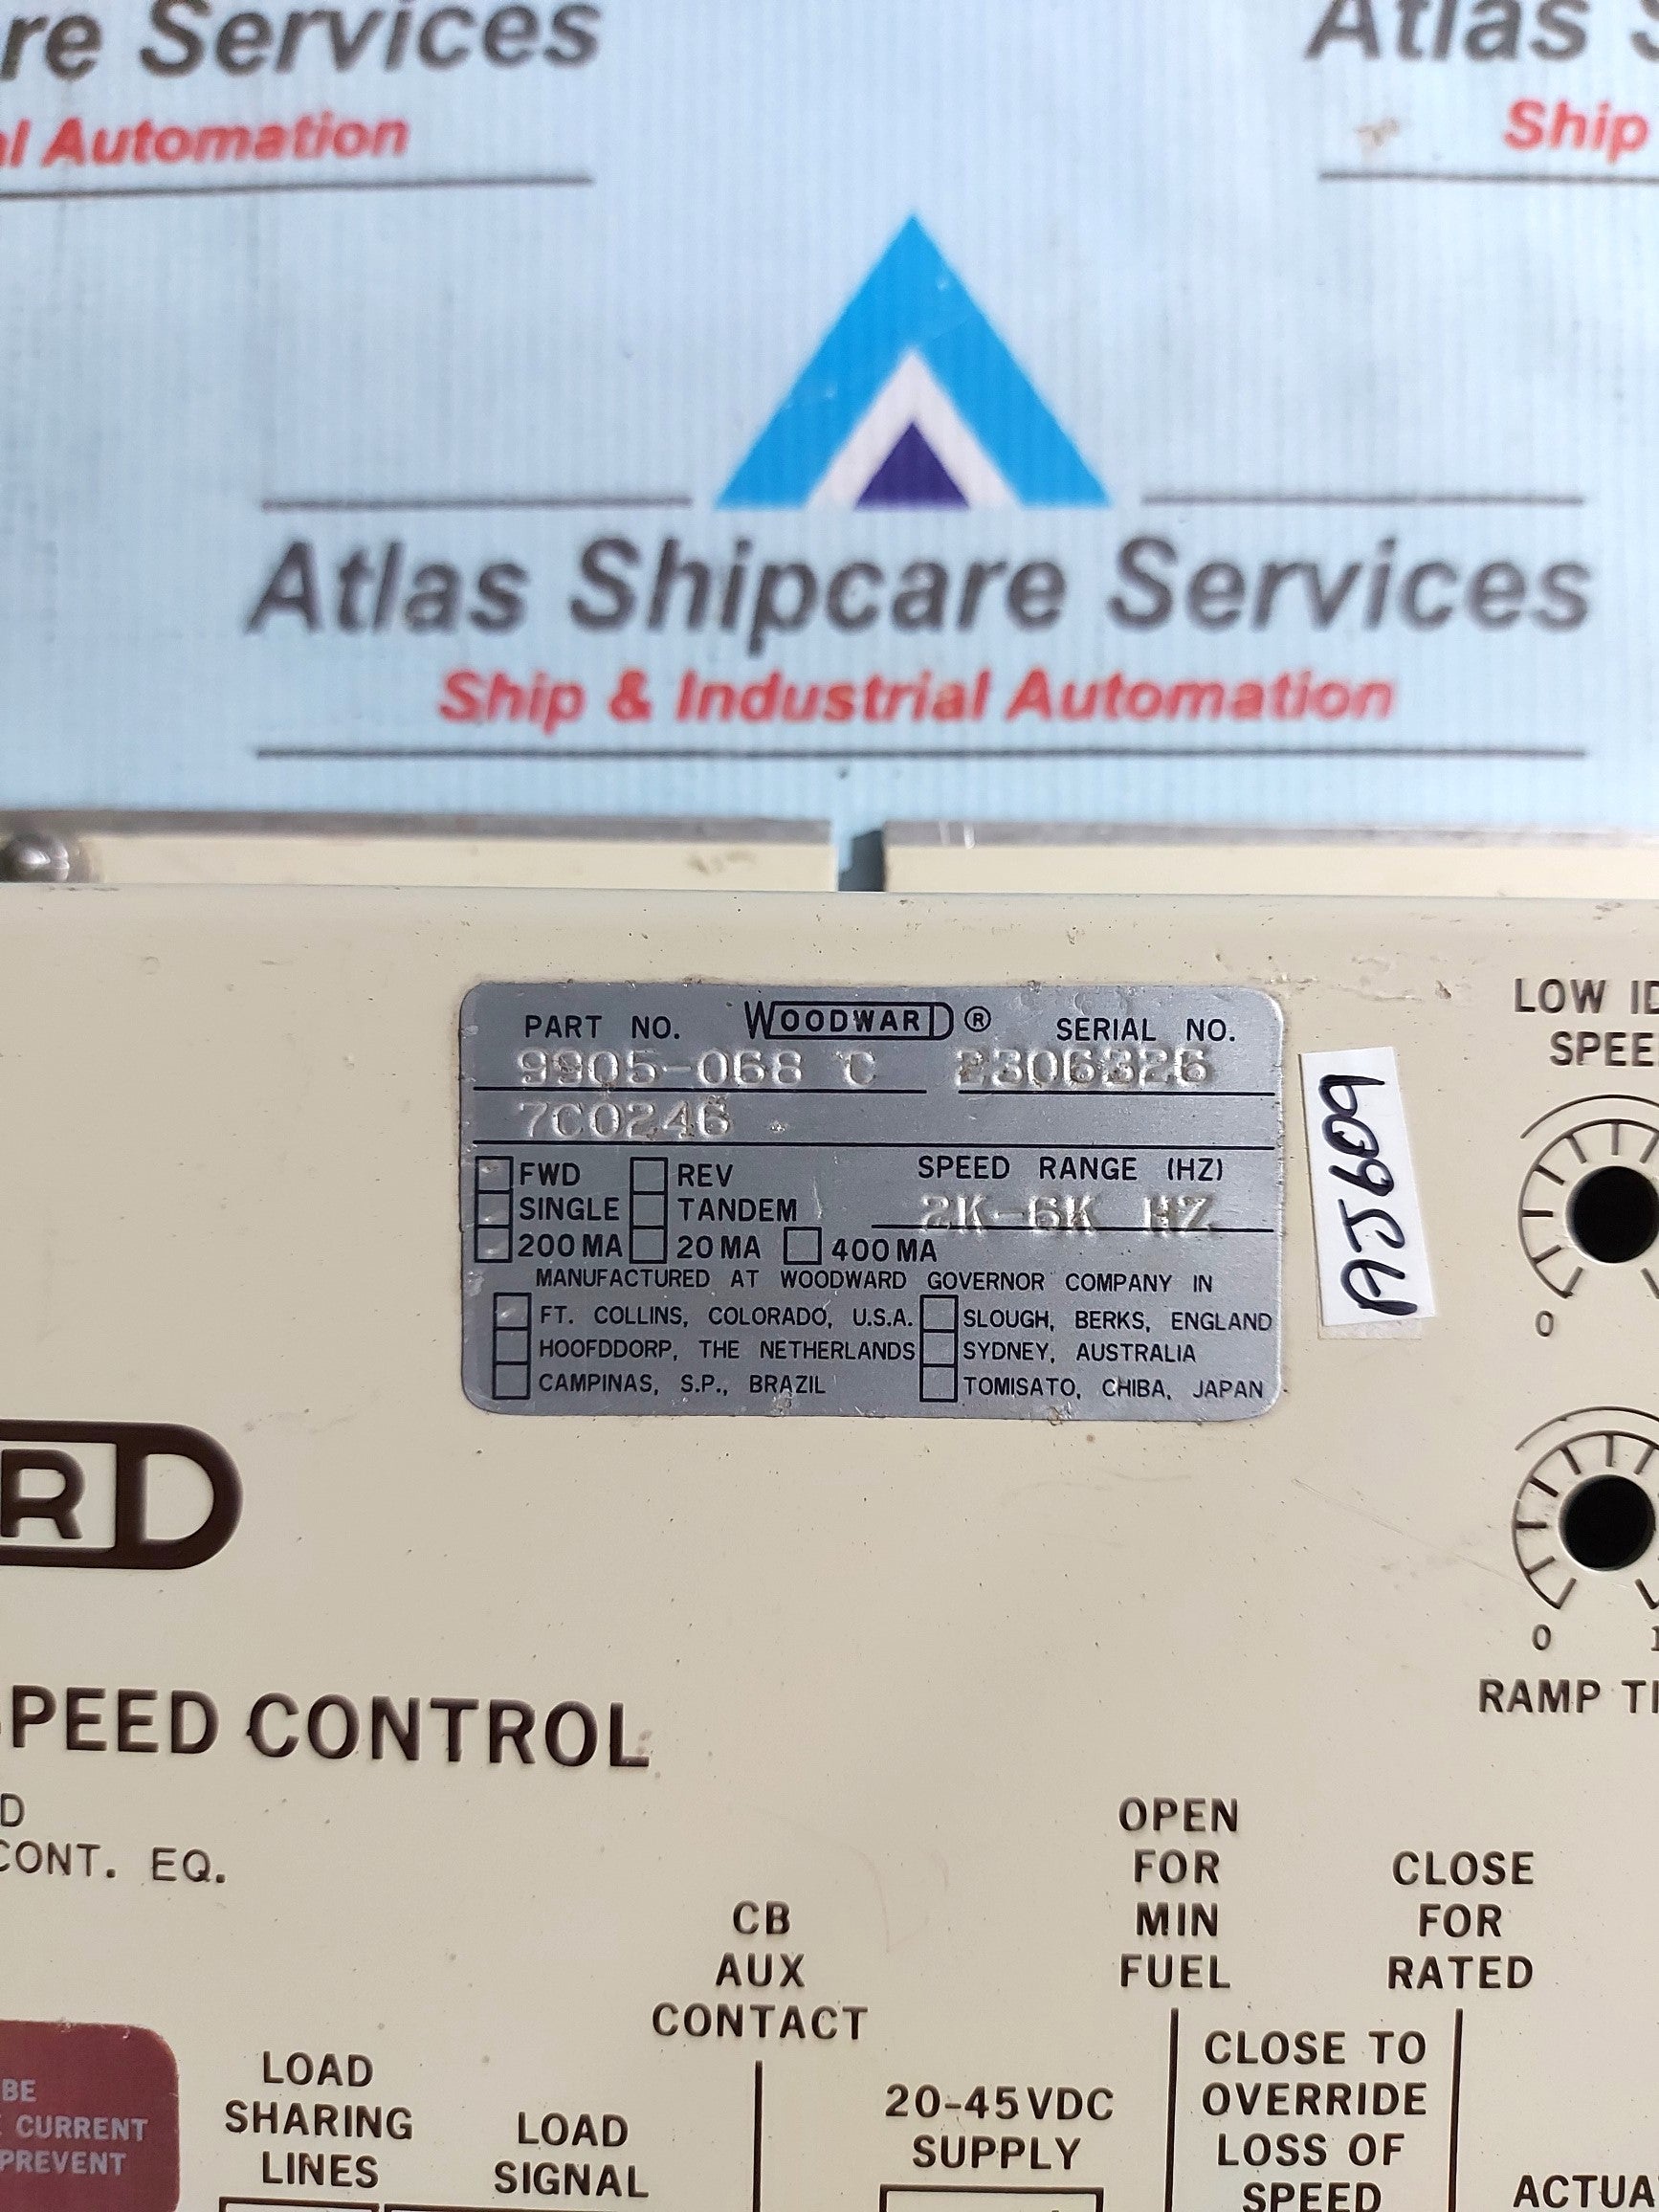 re Services
al Automation
Atlas S
Ship
Atlas Shipcare Services
Ship & Industrial Automation
PART NO. WOODWARD® SERIAL NO.
9905-068 C 2306326
7C0246
FWD REV SPEED RANGE (HZ)
SINGLE TANDEM 2K-6K HZ
200 MA 20 MA 400 MA
MANUFACTURED AT WOODWARD GOVERNOR COMPANY IN
FT. COLLINS, COLORADO, U.S.A. SLOUGH, BERKS, ENGLAND
HOOFDDORP, THE NETHERLANDS SYDNEY, AUSTRALIA
CAMPINAS, S.P., BRAZIL TOMISATO, CHIBA, JAPAN
AJ609
LOW ID
SPEE
0
0 1
RAMP TI
RD
SPEED CONTROL
D
CONT. EQ.
OPEN
FOR
MIN
FUEL
CLOSE
FOR
RATED
CB
AUX
CONTACT
CLOSE TO
OVERRIDE
LOSS OF
SPEED
BE
CURRENT
PREVENT
LOAD
SHARING
LINES
LOAD
SIGNAL
20-45VDC
SUPPLY
ACTUA